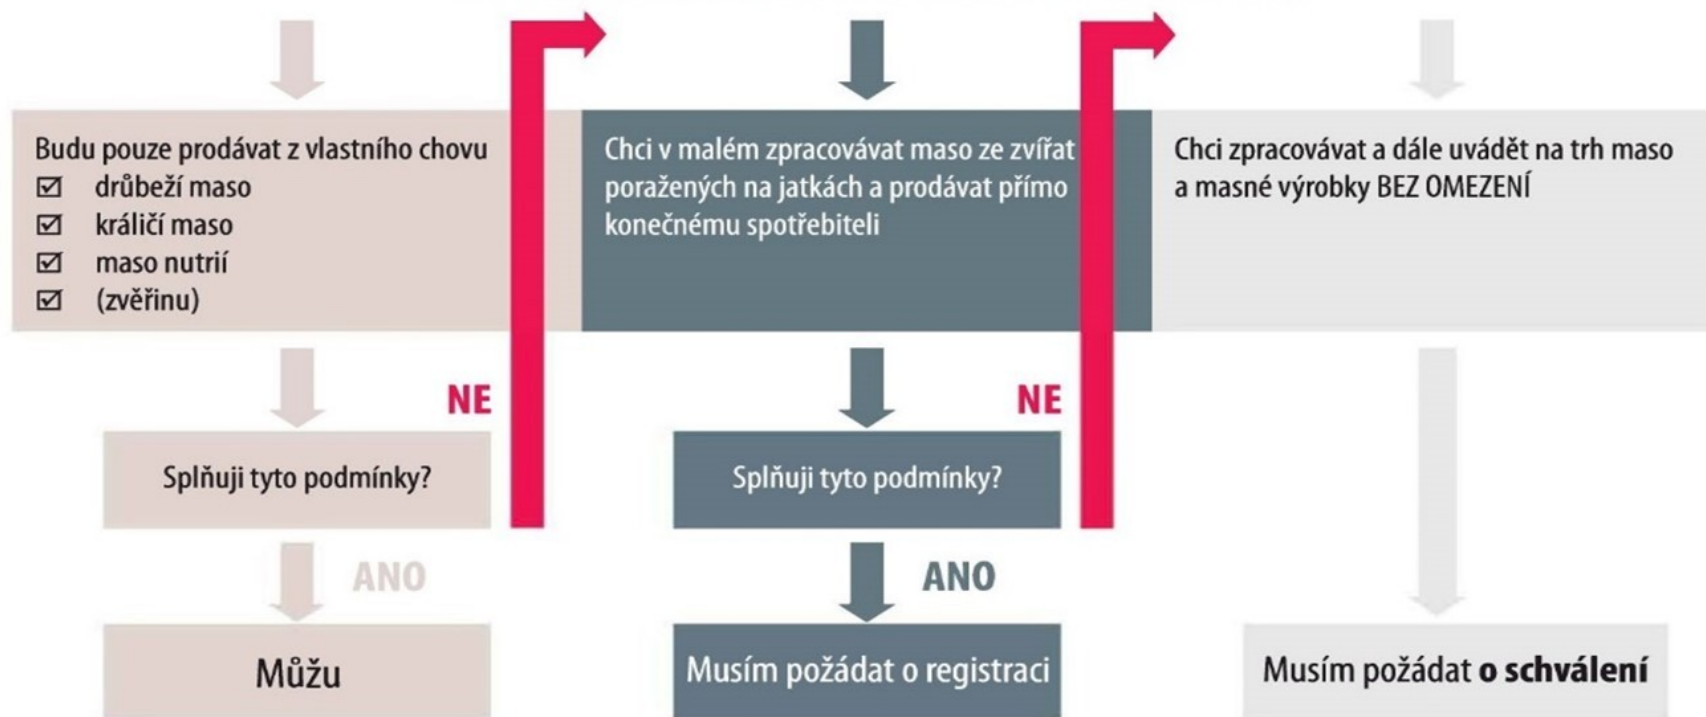 Budu pouze prodávat z vlastního chovu
☑ drůbeží maso
☑ králičí maso
☑ maso nutrií
☑ (zvěřinu)
NE
Splňuji tyto podmínky?
ANO
Můžu
Chci v malém zpracovávat maso ze zvířat
poražených na jatkách a prodávat přímo
konečnému spotřebiteli
NE
Splňuji tyto podmínky?
ANO
Musím požádat o registraci
Chci zpracovávat a dále uvádět na trh maso
a masné výrobky BEZ OMEZENÍ
Musím požádat o schválení